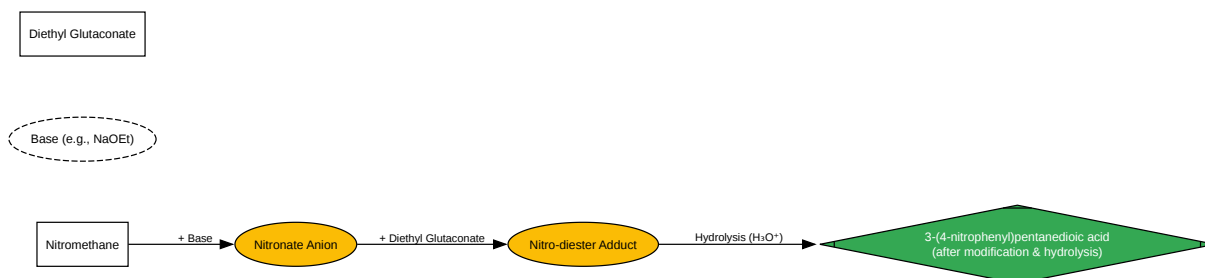 Diethyl Glutaconate
Base (e.g., NaOEt)
Nitromethane
+ Base
Nitronate Anion
+ Diethyl Glutaconate
Nitro-diester Adduct
Hydrolysis (H₃O⁺)
3-(4-nitrophenyl)pentanedioic acid
(after modification & hydrolysis)